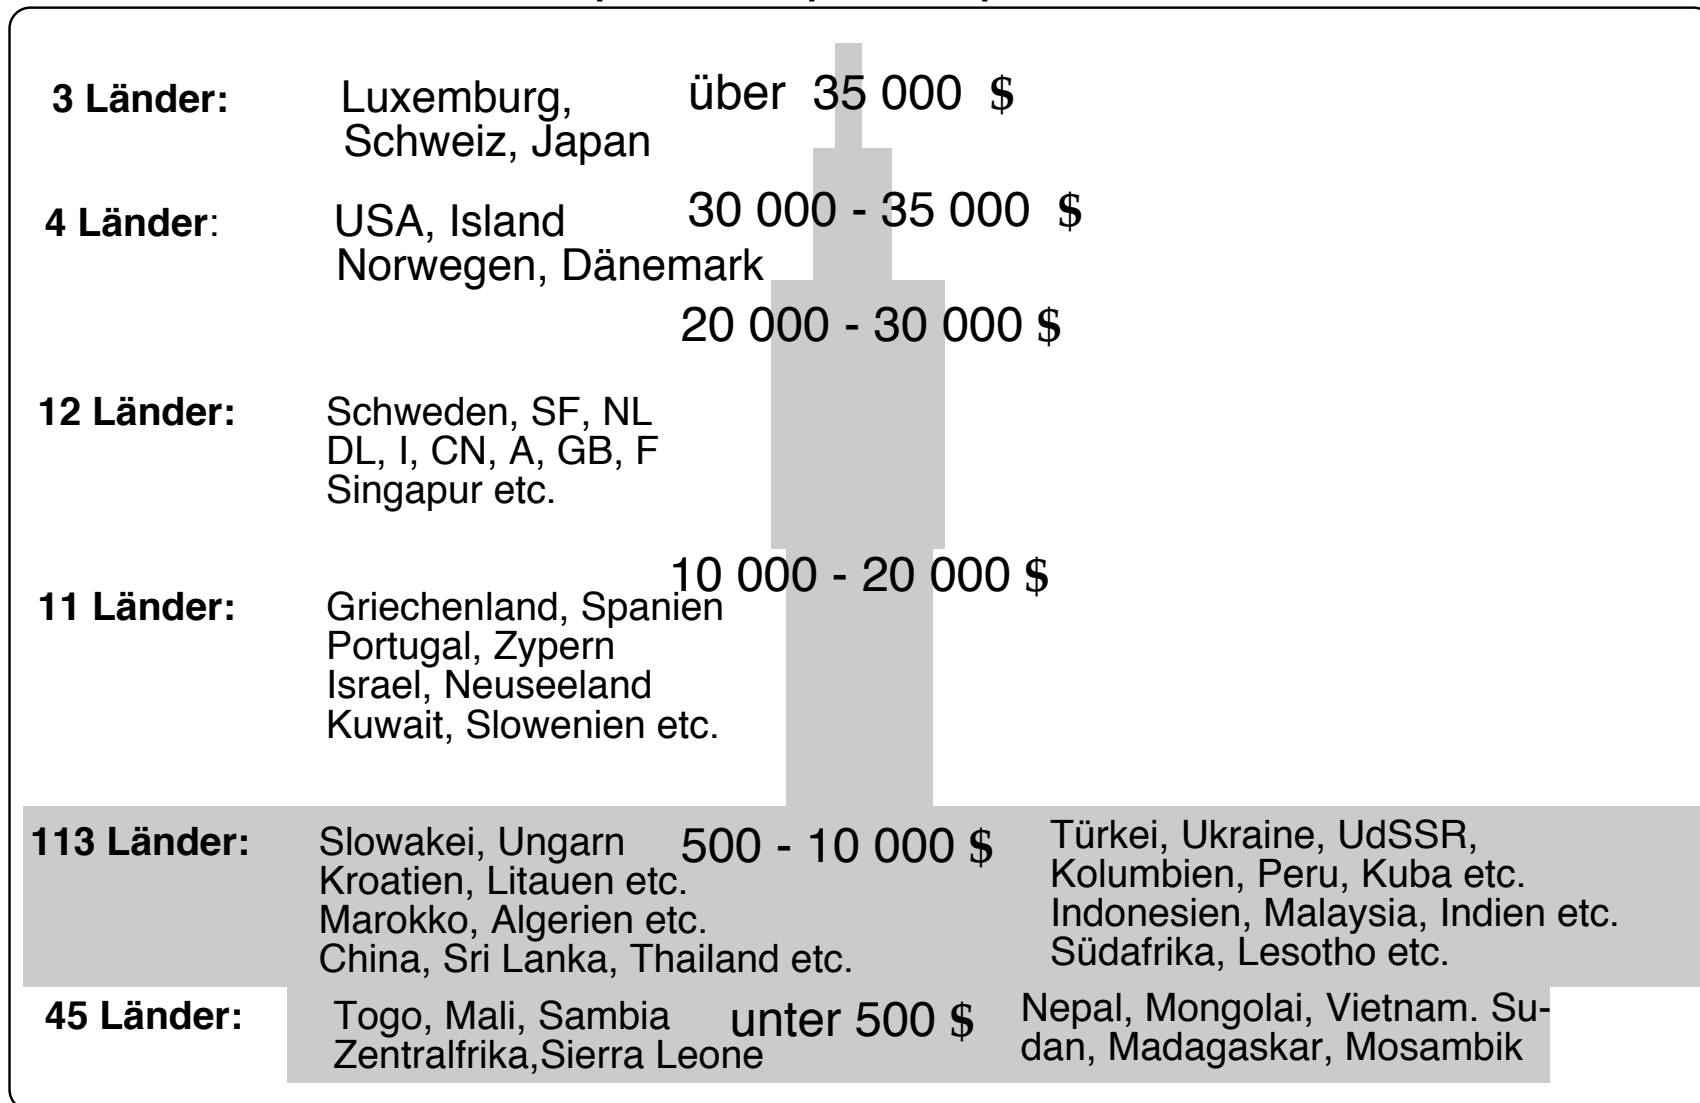 3 Länder: Luxemburg, über 35 000 $
Schweiz, Japan
4 Länder: USA, Island 30 000 - 35 000 $
Norwegen, Dänemark
20 000 - 30 000 $
12 Länder: Schweden, SF, NL
DL, I, CN, A, GB, F
Singapur etc.
10 000 - 20 000 $
11 Länder: Griechenland, Spanien
Portugal, Zypern
Israel, Neuseeland
Kuwait, Slowenien etc.
113 Länder: Slowakei, Ungarn 500 - 10 000 $ Türkei, Ukraine, UdSSR,
Kroatien, Litauen etc. Kolumbien, Peru, Kuba etc.
Marokko, Algerien etc. Indonesien, Malaysia, Indien etc.
China, Sri Lanka, Thailand etc. Südafrika, Lesotho etc.
45 Länder: Togo, Mali, Sambia unter 500 $ Nepal, Mongolai, Vietnam. Su-
Zentralfrika,Sierra Leone dan, Madagaskar, Mosambik